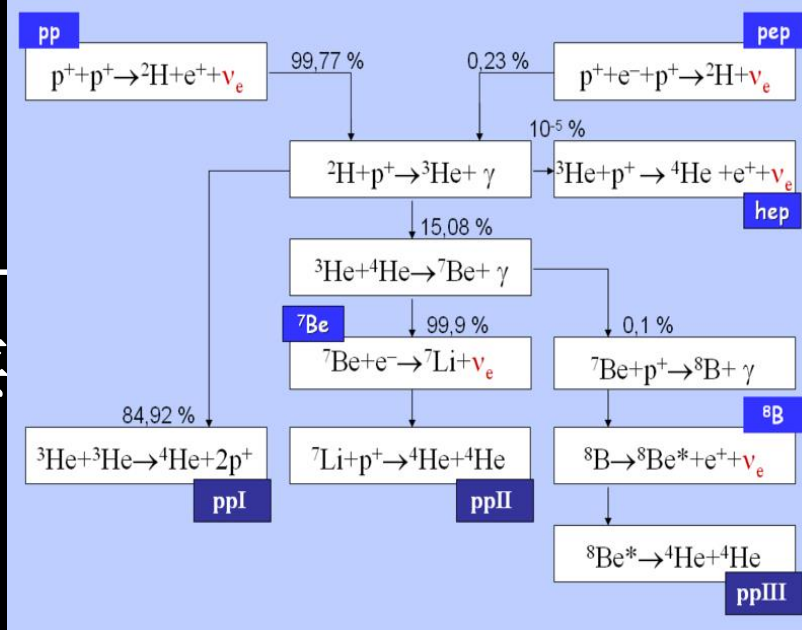 pp
pep
p⁺+p⁺→²H+e⁺+νₑ
99,77 %
0,23 %
p⁺+e⁻+p⁺→²H+νₑ
10⁻⁵ %
²H+p⁺→³He+ γ
³He+p⁺→ ⁴He +e⁺+νₑ
hep
15,08 %
³He+⁴He→⁷Be+ γ
⁷Be
99,9 %
0,1 %
⁷Be+e⁻→⁷Li+νₑ
⁷Be+p⁺→⁸B+ γ
84,92 %
⁸B
³He+³He→⁴He+2p⁺
⁷Li+p⁺→⁴He+⁴He
⁸B→⁸Be*+e⁺+νₑ
ppI
ppII
⁸Be*→⁴He+⁴He
ppIII